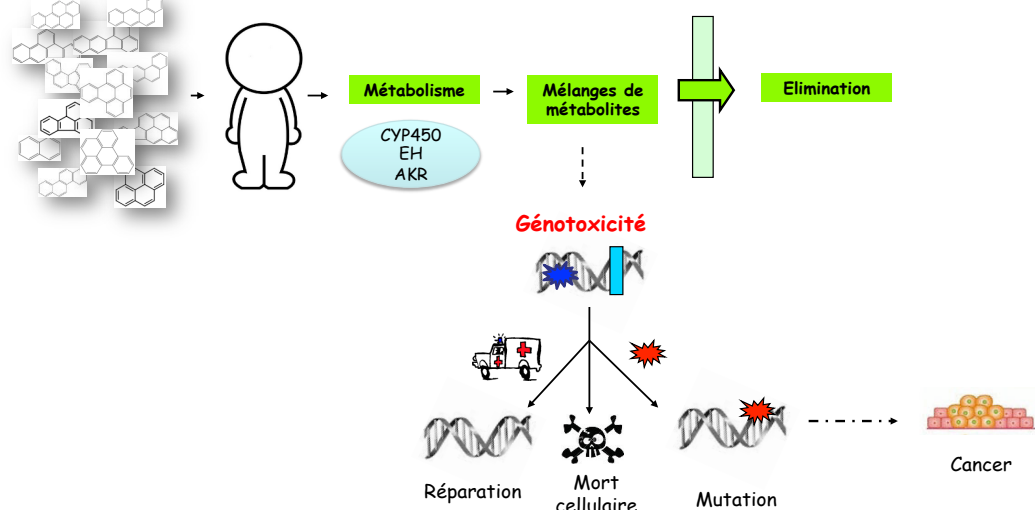 Métabolisme
CYP450
EH
AKR
Mélanges de
métabolites
Elimination
Génotoxicité
Réparation
Mort
cellulaire
Mutation
Cancer